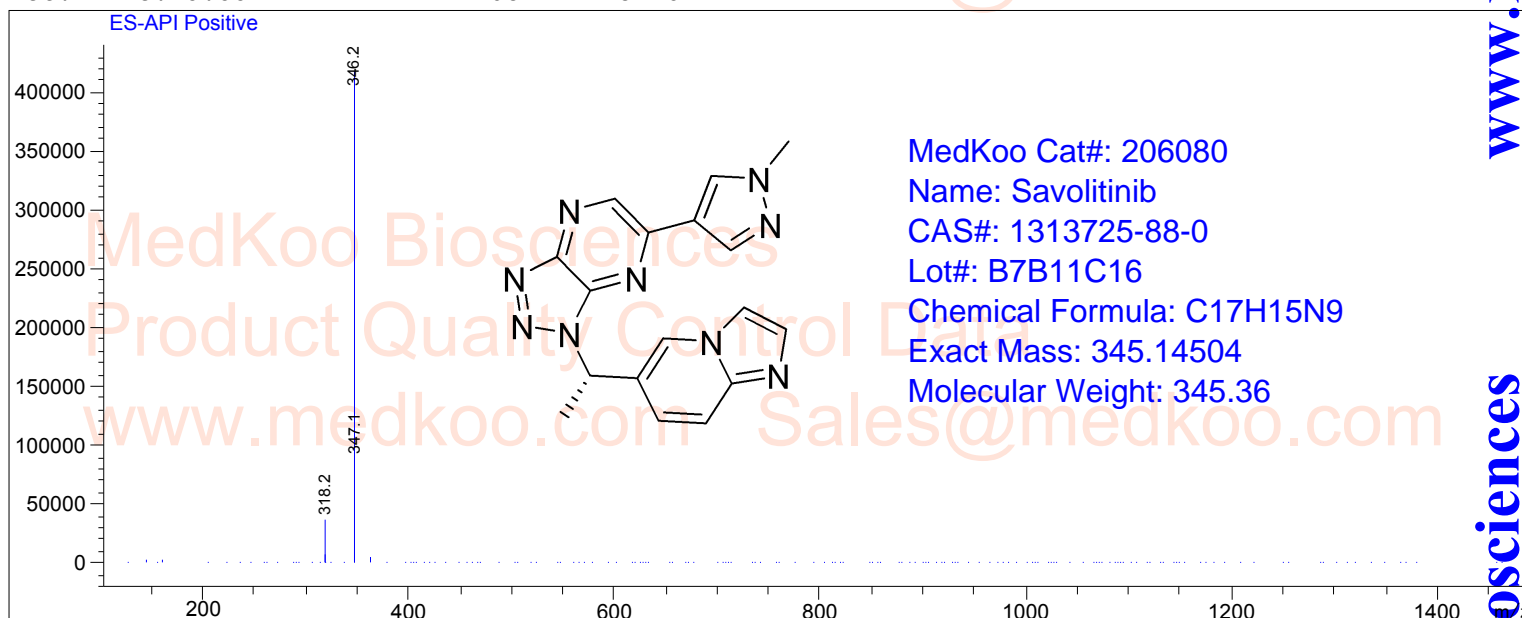 ES-API Positive
346.2
347.1
318.2
400000
350000
300000
250000
200000
150000
100000
50000
0
200
400
600
800
1000
1200
1400
N
N
N
N
N
N
N
N
N
MedKoo Cat#: 206080
Name: Savolitinib
CAS#: 1313725-88-0
Lot#: B7B11C16
Chemical Formula: C17H15N9
Exact Mass: 345.14504
Molecular Weight: 345.36
MedKoo Biosciences
Product Quality Control Data
www.medkoo.com Sales@medkoo.com
www.
osciences